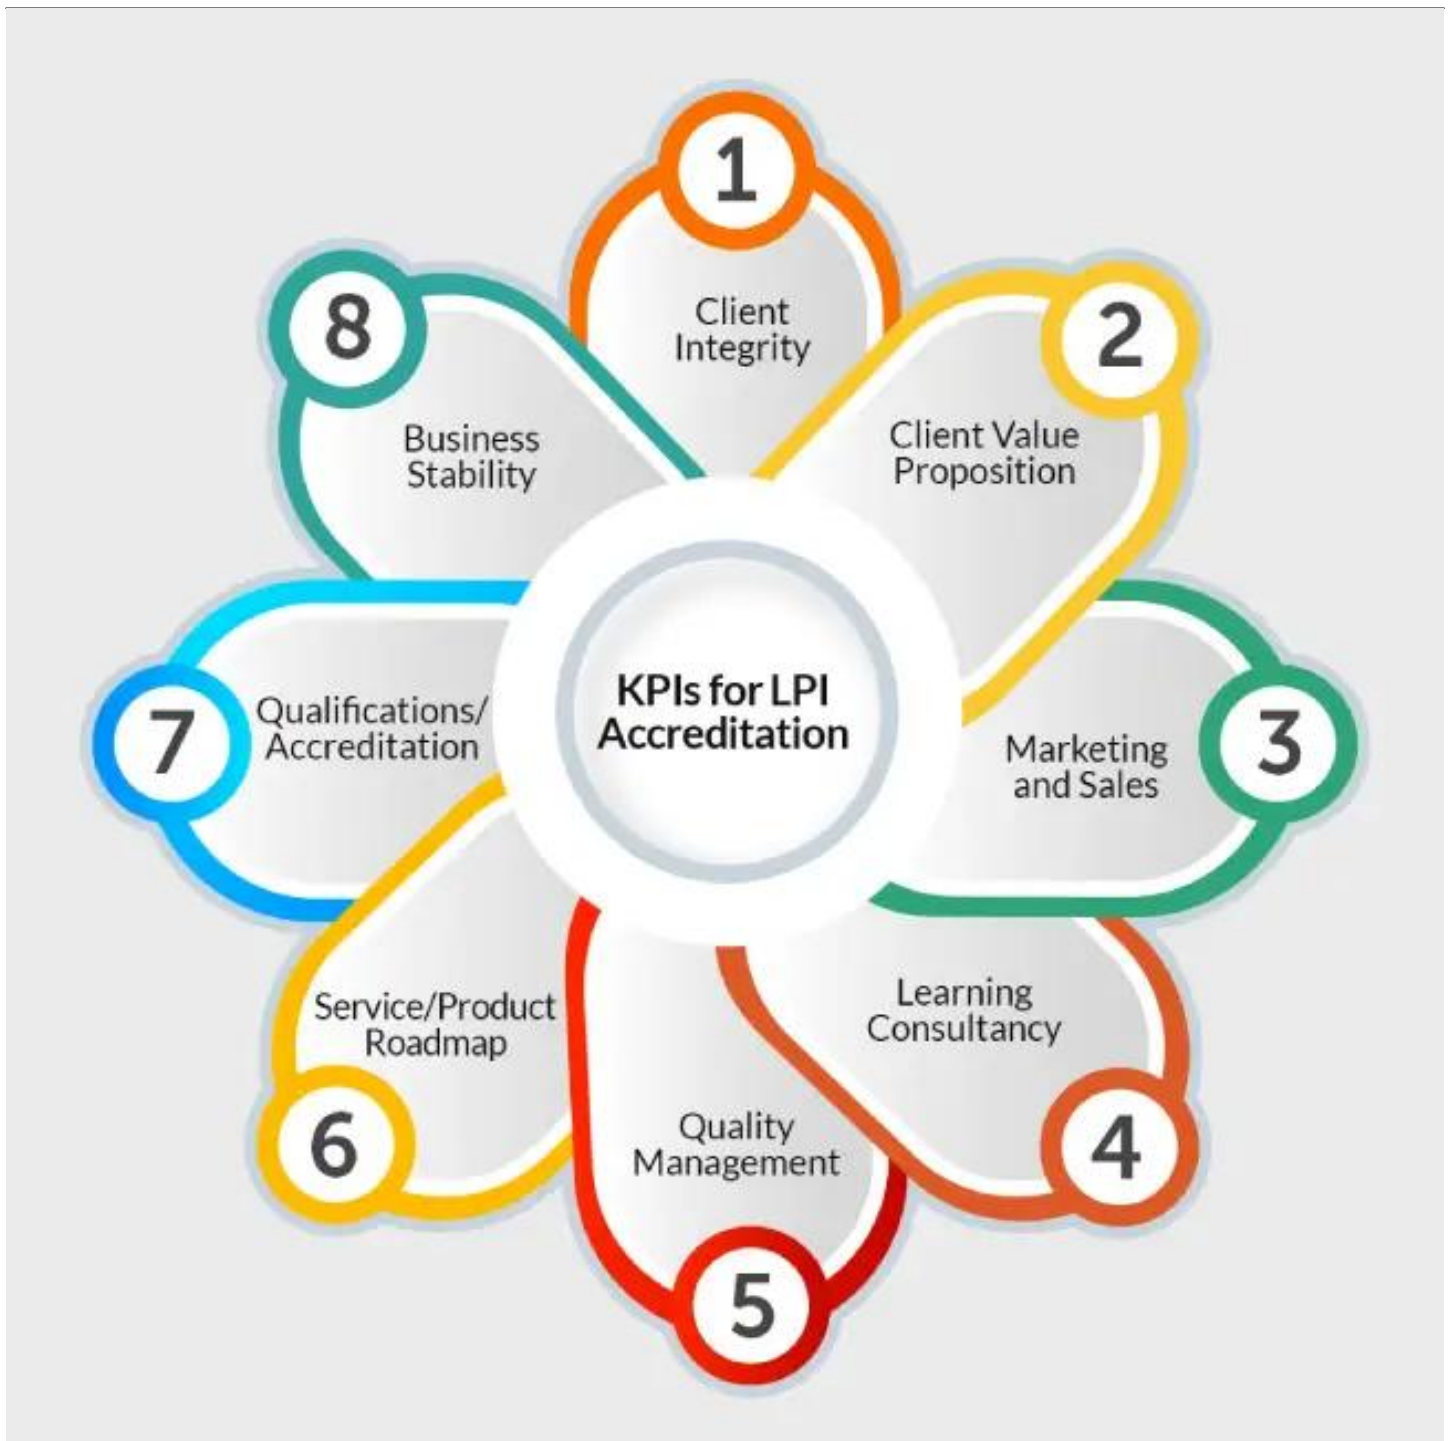 1
Client
Integrity
2
Client Value
Proposition
3
Marketing
and Sales
4
Learning
Consultancy
5
Quality
Management
6
Service/Product
Roadmap
7
Qualifications/
Accreditation
8
Business
Stability
KPIs for LPI
Accreditation